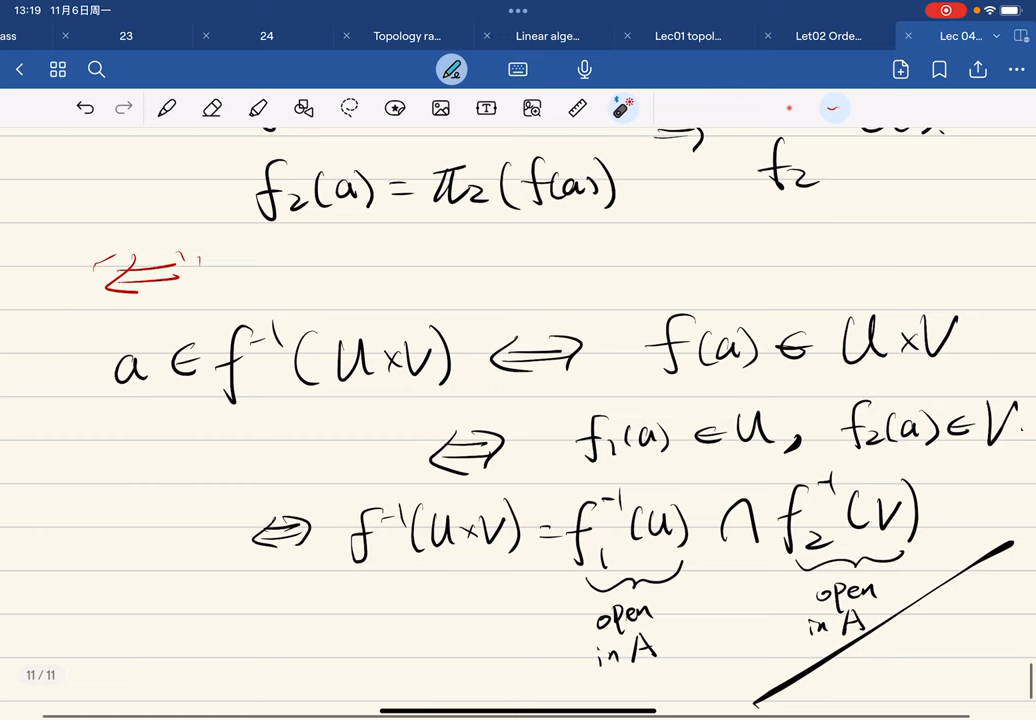 13:19 11月6日周一
ass 23 24 Topology ra... Linear alge... Lec01 topol... Let02 Orde... Lec 04...
f₂(a) = π₂(f(a))
⇒ f₂
"⇐"
a ∈ f⁻¹(U×V) ⇔ f(a) ∈ U×V
⇔ f₁(a) ∈ U, f₂(a) ∈ V.
⇔ f⁻¹(U×V) = f₁⁻¹(U) ∩ f₂⁻¹(V)
open in A
open in A
11 / 11